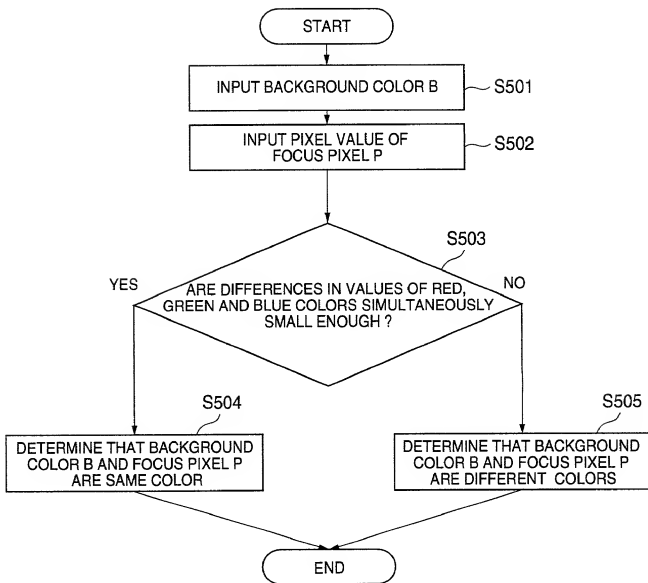 START
INPUT BACKGROUND COLOR B
S501
INPUT PIXEL VALUE OF
FOCUS PIXEL P
S502
S503
YES
NO
ARE DIFFERENCES IN VALUES OF RED,
GREEN AND BLUE COLORS SIMULTANEOUSLY
SMALL ENOUGH ?
S504
DETERMINE THAT BACKGROUND
COLOR B AND FOCUS PIXEL P
ARE SAME COLOR
S505
DETERMINE THAT BACKGROUND
COLOR B AND FOCUS PIXEL P
ARE DIFFERENT COLORS
END